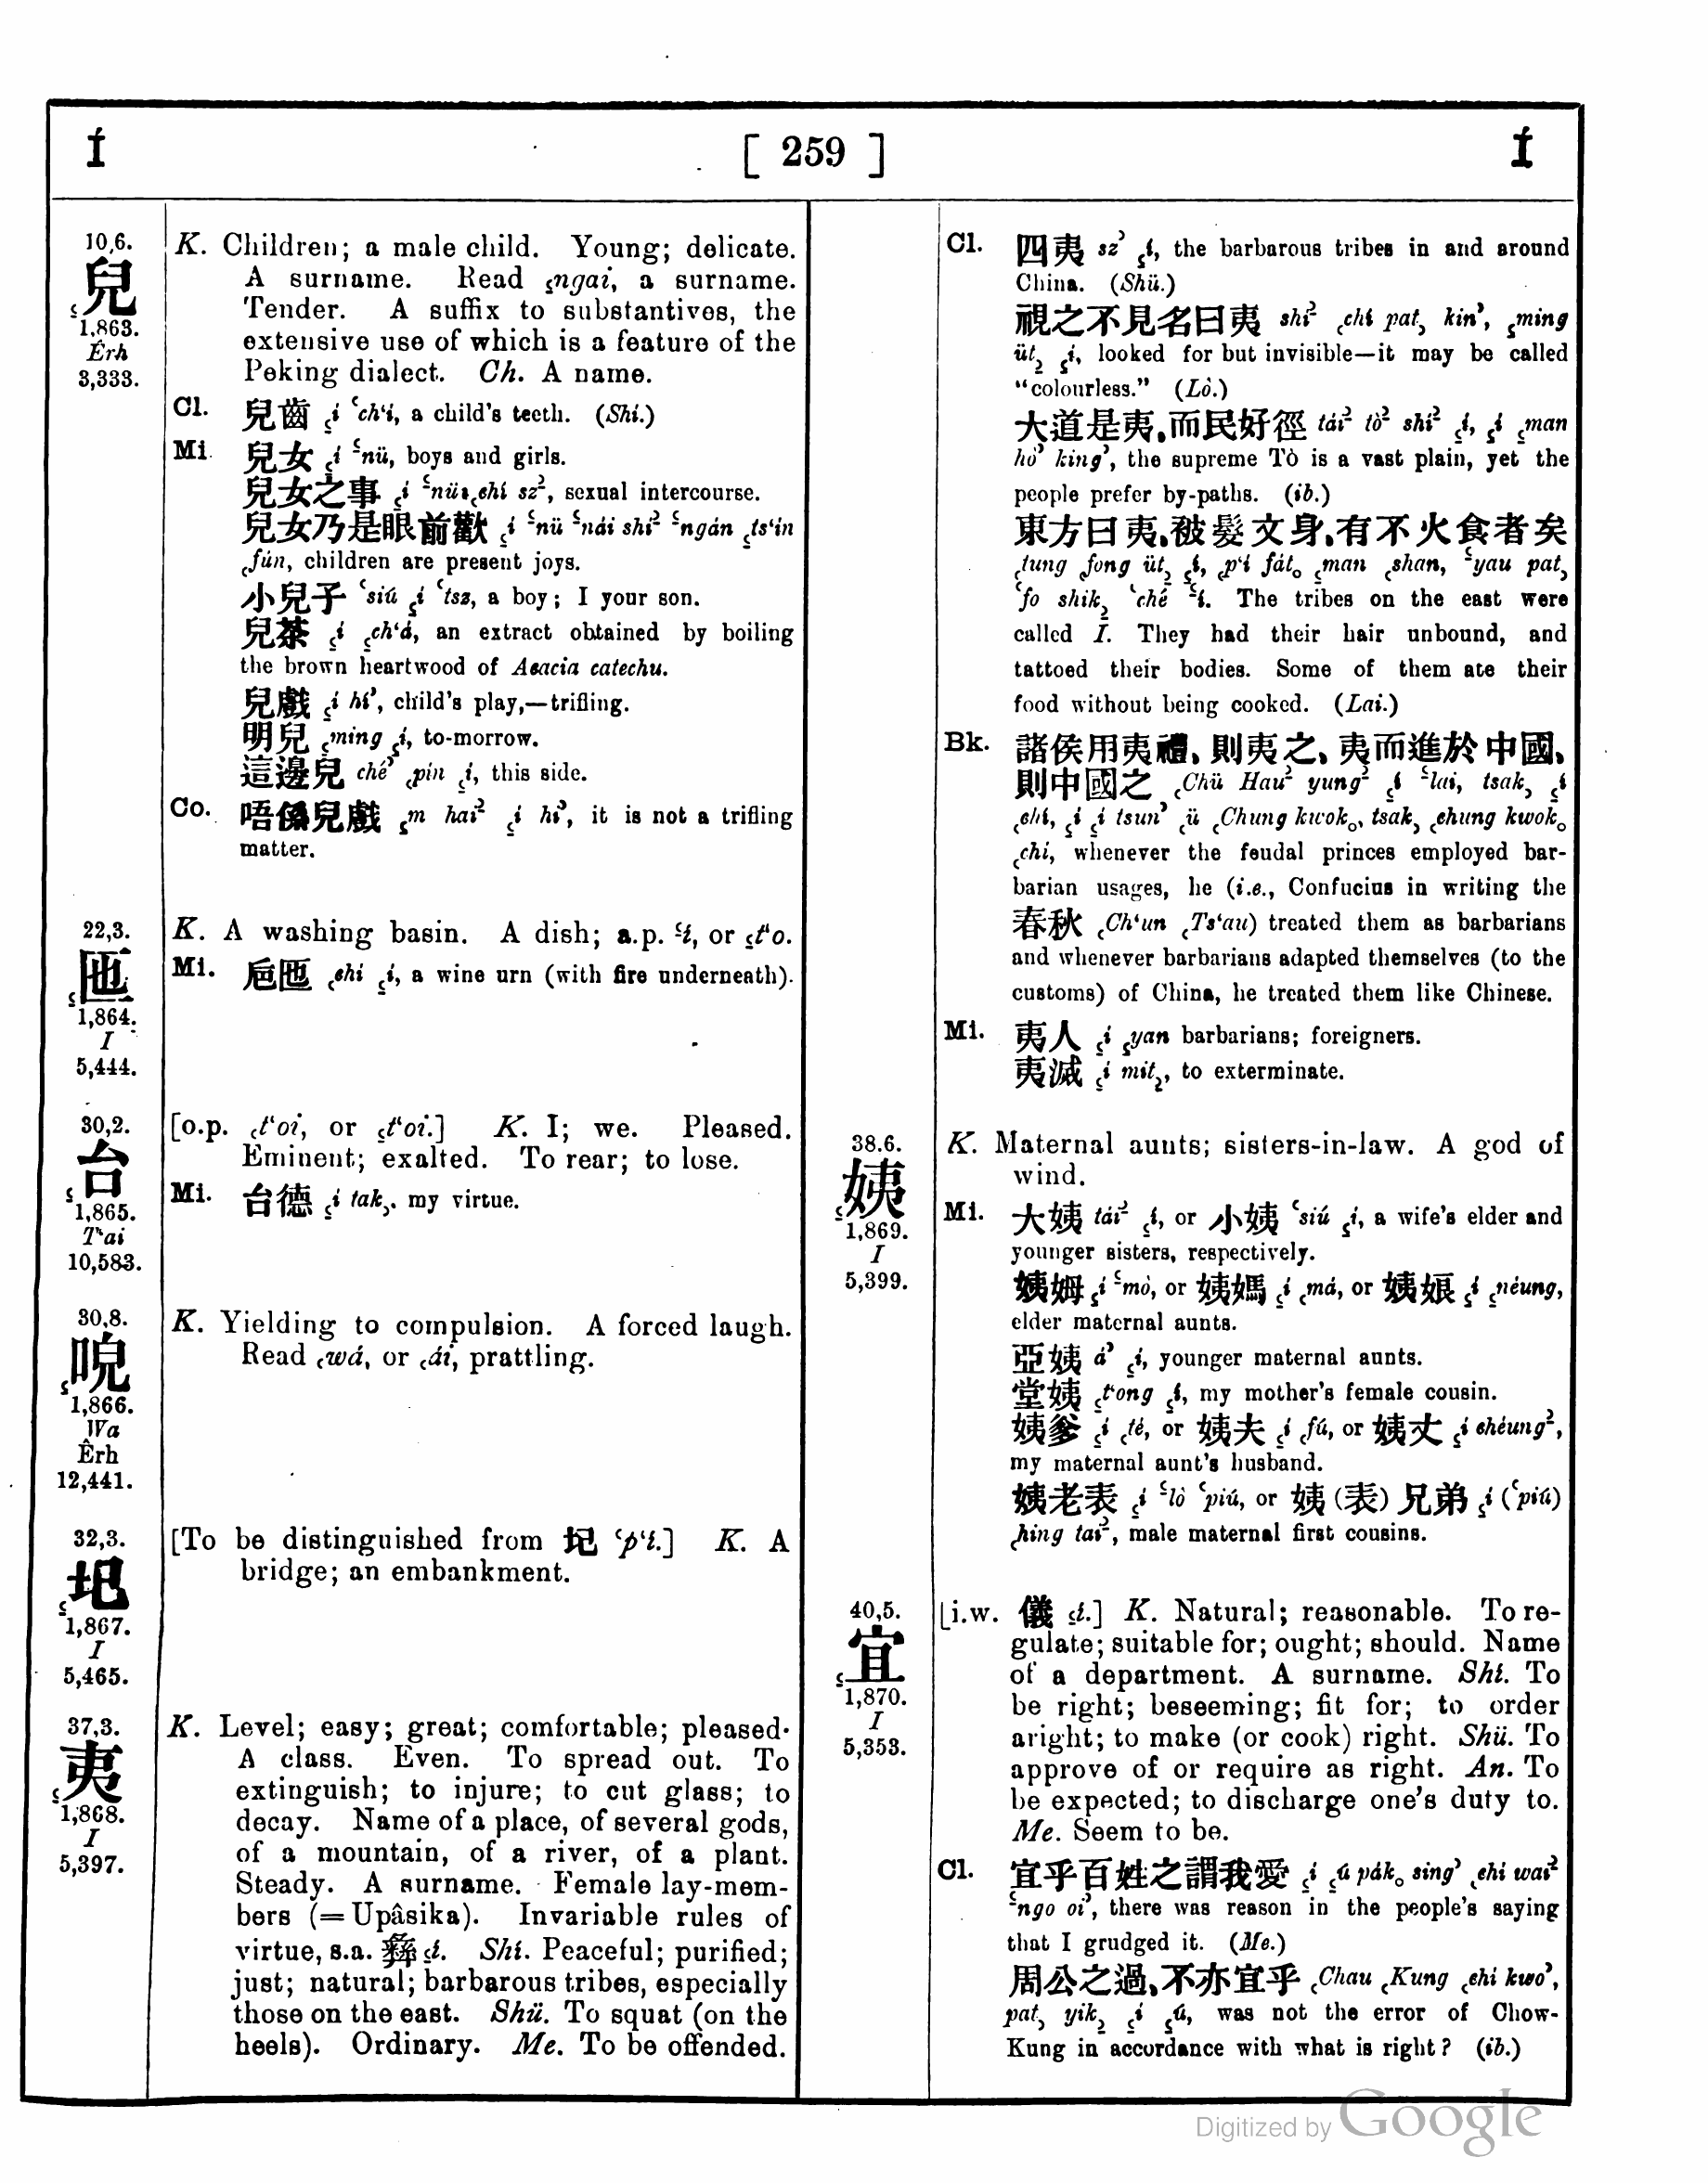 Í
[ 259 ]
Í
10,6.
兒
1,863.
Êrh
3,333.
K. Children; a male child. Young; delicate.
A surname. Read ꜁ngai, a surname.
Tender. A suffix to substantives, the
extensive use of which is a feature of the
Peking dialect. Ch. A name.
Cl. 兒齒 ꜁í ꜂ch‘í, a child's teeth. (Shí.)
Mi. 兒女 ꜁í ꜃nü, boys and girls.
兒女之事 ꜁í ꜃nü ꜀chí sz², sexual intercourse.
兒女乃是眼前歡 ꜁í ꜃nü ꜃nái shí² ꜃ngán ꜁ts‘ín
꜀fún, children are present joys.
小兒子 ꜂siú ꜁í ꜂tsz, a boy; I your son.
兒茶 ꜁í ꜁ch‘á, an extract obtained by boiling
the brown heartwood of Acacia catechu.
兒戲 ꜁í hí’, child's play,—trifling.
明兒 ꜁ming ꜁í, to-morrow.
這邊兒 ché’ ꜀pín ꜁í, this side.
Co. 唔係兒戲 ꜁m hai² ꜁í hí’, it is not a trifling
matter.
22,3.
匜
1,864.
I
5,444.
K. A washing basin. A dish; a.p. ꜃í, or ꜁t‘o.
Mi. 巵匜 ꜀chí ꜁í, a wine urn (with fire underneath).
30,2.
台
1,865.
T‘ai
10,583.
[o.p. ꜀t‘oi, or ꜁t‘oi.] K. I; we. Pleased.
Eminent; exalted. To rear; to lose.
Mi. 台德 ꜁í tak꜆. my virtue.
30,8.
唲
1,866.
Wa
Êrh
12,441.
K. Yielding to compulsion. A forced laugh.
Read ꜀wá, or ꜀ái, prattling.
32,3.
圯
1,867.
I
5,465.
[To be distinguished from 圮 ꜂p‘í.] K. A
bridge; an embankment.
37,3.
夷
1,868.
I
5,397.
K. Level; easy; great; comfortable; pleased.
A class. Even. To spread out. To
extinguish; to injure; to cut glass; to
decay. Name of a place, of several gods,
of a mountain, of a river, of a plant.
Steady. A surname. Female lay-mem-
bers (= Upâsika). Invariable rules of
virtue, s.a. 彝 ꜁í. Shí. Peaceful; purified;
just; natural; barbarous tribes, especially
those on the east. Shü. To squat (on the
heels). Ordinary. Me. To be offended.
Cl. 四夷 sz’ ꜁í, the barbarous tribes in and around
China. (Shü.)
視之不見名曰夷 shí² ꜀chí pat꜆ kín’, ꜁ming
üt꜇ ꜁í, looked for but invisible—it may be called
“colourless.” (Lò.)
大道是夷,而民好徑 tái² tò² shí² ꜁í, ꜁í ꜁man
hò’ king’, the supreme Tò is a vast plain, yet the
people prefer by-paths. (ib.)
東方曰夷,被髮文身,有不火食者矣
꜀tung ꜀fong üt꜇ ꜁í, ꜀p‘í fát꜀ ꜁man ꜀shan, ꜃yau pat꜆
꜂fo shik꜇ ꜂ché ꜃í. The tribes on the east were
called Í. They had their hair unbound, and
tattoed their bodies. Some of them ate their
food without being cooked. (Lai.)
Bk. 諸侯用夷禮,則夷之,夷而進於中國,
則中國之 ꜀Chü Hau² yung² ꜁í ꜃lai, tsak꜆ ꜁í
꜀chí, ꜁í ꜁í tsun’ ꜀ü ꜀Chung kwok꜀, tsak꜆ ꜀chung kwok꜀
꜀chí, whenever the feudal princes employed bar-
barian usages, he (i.e., Confucius in writing the
春秋 ꜀Ch‘un ꜀Ts‘au) treated them as barbarians
and whenever barbarians adapted themselves (to the
customs) of China, he treated them like Chinese.
Mi. 夷人 ꜁í ꜁yan barbarians; foreigners.
夷滅 ꜁í mít꜇, to exterminate.
38.6.
姨
1,869.
I
5,399.
K. Maternal aunts; sisters-in-law. A god of
wind.
Mi. 大姨 tái² ꜁í, or 小姨 ꜂siú ꜁í, a wife's elder and
younger sisters, respectively.
姨姆 ꜁í ꜂mò, or 姨媽 ꜁í ꜀má, or 姨娘 ꜁í ꜁néung,
elder maternal aunts.
亞姨 á’ ꜁í, younger maternal aunts.
堂姨 ꜁t‘ong ꜁í, my mother's female cousin.
姨爹 ꜁í ꜀té, or 姨夫 ꜁í ꜀fú, or 姨丈 ꜁í chéung²,
my maternal aunt's husband.
姨老表 ꜁í ꜃lò ꜂piú, or 姨(表)兄弟 ꜁í (꜂piú)
꜀hing tai², male maternal first cousins.
40,5.
宜
1,870.
I
5,353.
[i.w. 儀 ꜁í.] K. Natural; reasonable. To re-
gulate; suitable for; ought; should. Name
of a department. A surname. Shí. To
be right; beseeming; fit for; to order
aright; to make (or cook) right. Shü. To
approve of or require as right. An. To
be expected; to discharge one's duty to.
Me. Seem to be.
Cl. 宜乎百姓之謂我愛 ꜁í ꜁ú pák꜀ sing’ ꜀chí wai²
꜃ngo oi’, there was reason in the people's saying
that I grudged it. (Me.)
周公之過,不亦宜乎 ꜀Chau ꜀Kung ꜀chí kwo’,
pat꜆ yik꜇ ꜁í ꜁ú, was not the error of Chow-
Kung in accordance with what is right? (ib.)
Digitized by Google